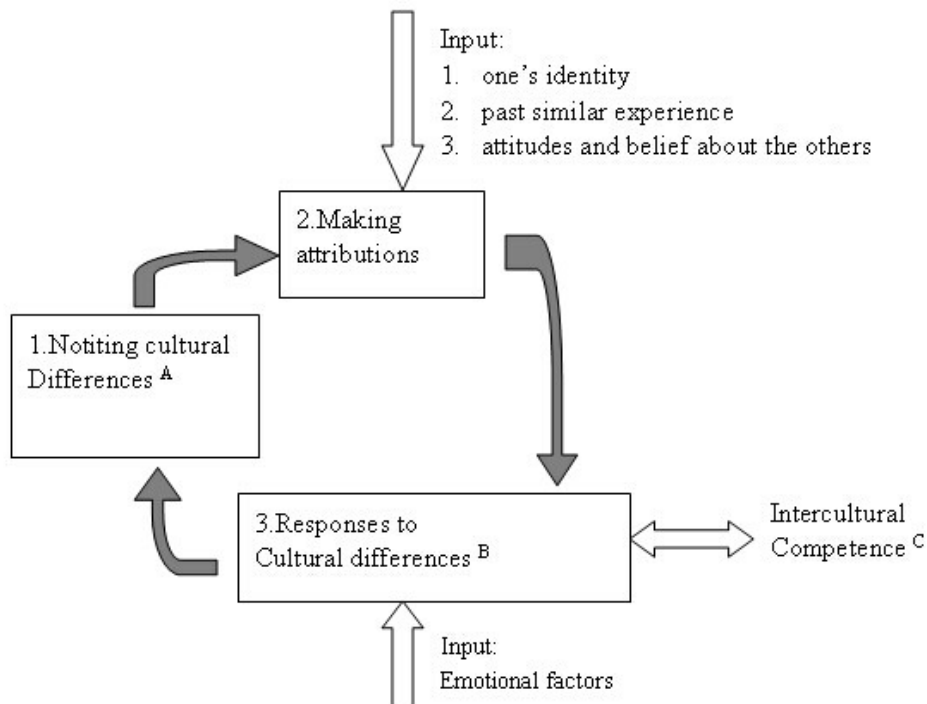 Input:
1. one's identity
2. past similar experience
3. attitudes and belief about the others
2.Making
attributions
1.Notiting cultural
Differences A
3.Responses to
Cultural differences B
Intercultural
Competence C
Input:
Emotional factors